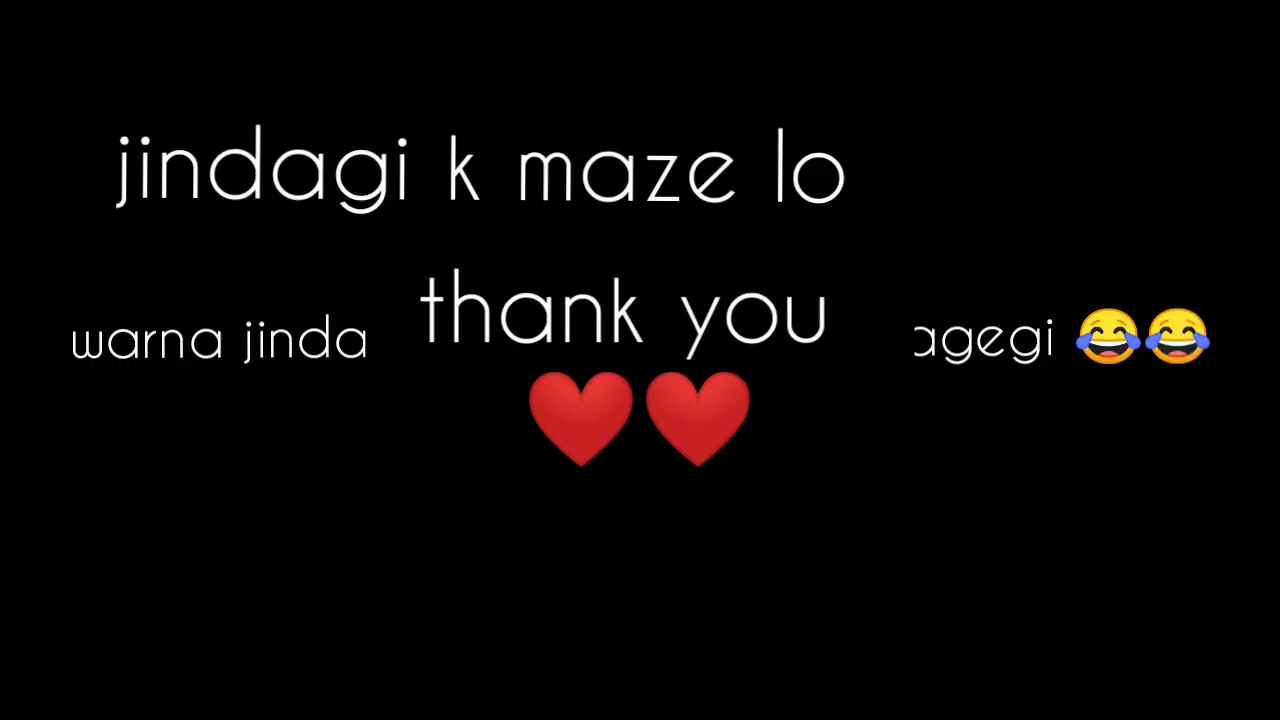 jindagi k maze lo
thank you
warna jinda agegi 😂😂
❤️❤️